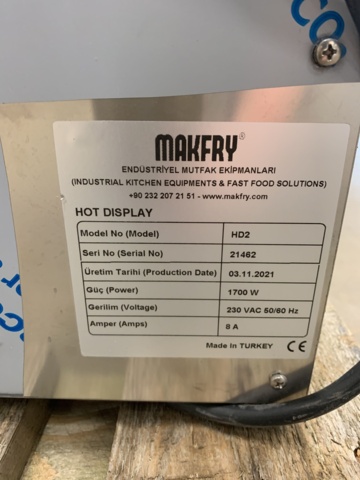 MAKFRY®
ENDÜSTRİYEL MUTFAK EKİPMANLARI
(INDUSTRIAL KITCHEN EQUIPMENTS & FAST FOOD SOLUTIONS)
+90 232 207 21 51 - www.makfry.com
HOT DISPLAY
Model No (Model) HD2
Seri No (Serial No) 21462
Üretim Tarihi (Production Date) 03.11.2021
Güç (Power) 1700 W
Gerilim (Voltage) 230 VAC 50/60 Hz
Amper (Amps) 8 A
Made In TURKEY CE